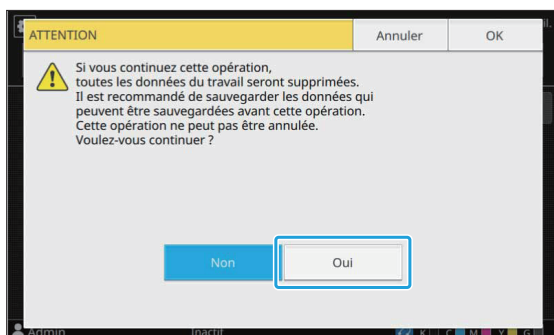 ATTENTION
Annuler
OK
Si vous continuez cette opération,
toutes les données du travail seront supprimées.
Il est recommandé de sauvegarder les données qui
peuvent être sauvegardées avant cette opération.
Cette opération ne peut pas être annulée.
Voulez-vous continuer ?
Non
Oui
Admin
Inactif
K C M Y G